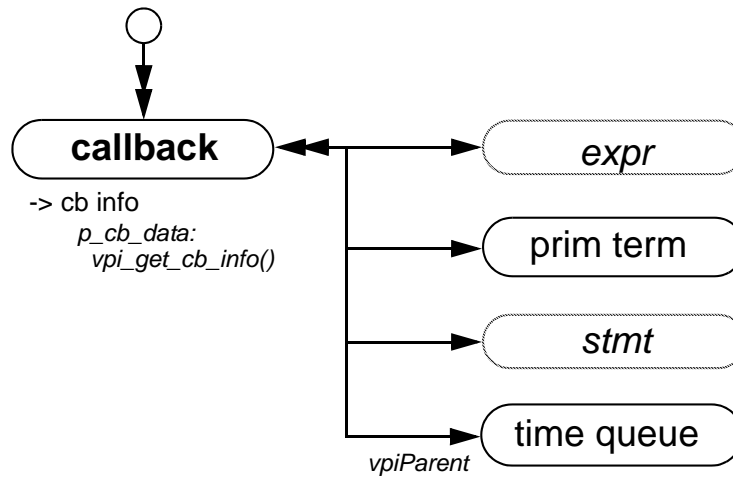 callback
-> cb info
p_cb_data:
vpi_get_cb_info()
expr
prim term
stmt
time queue
vpiParent